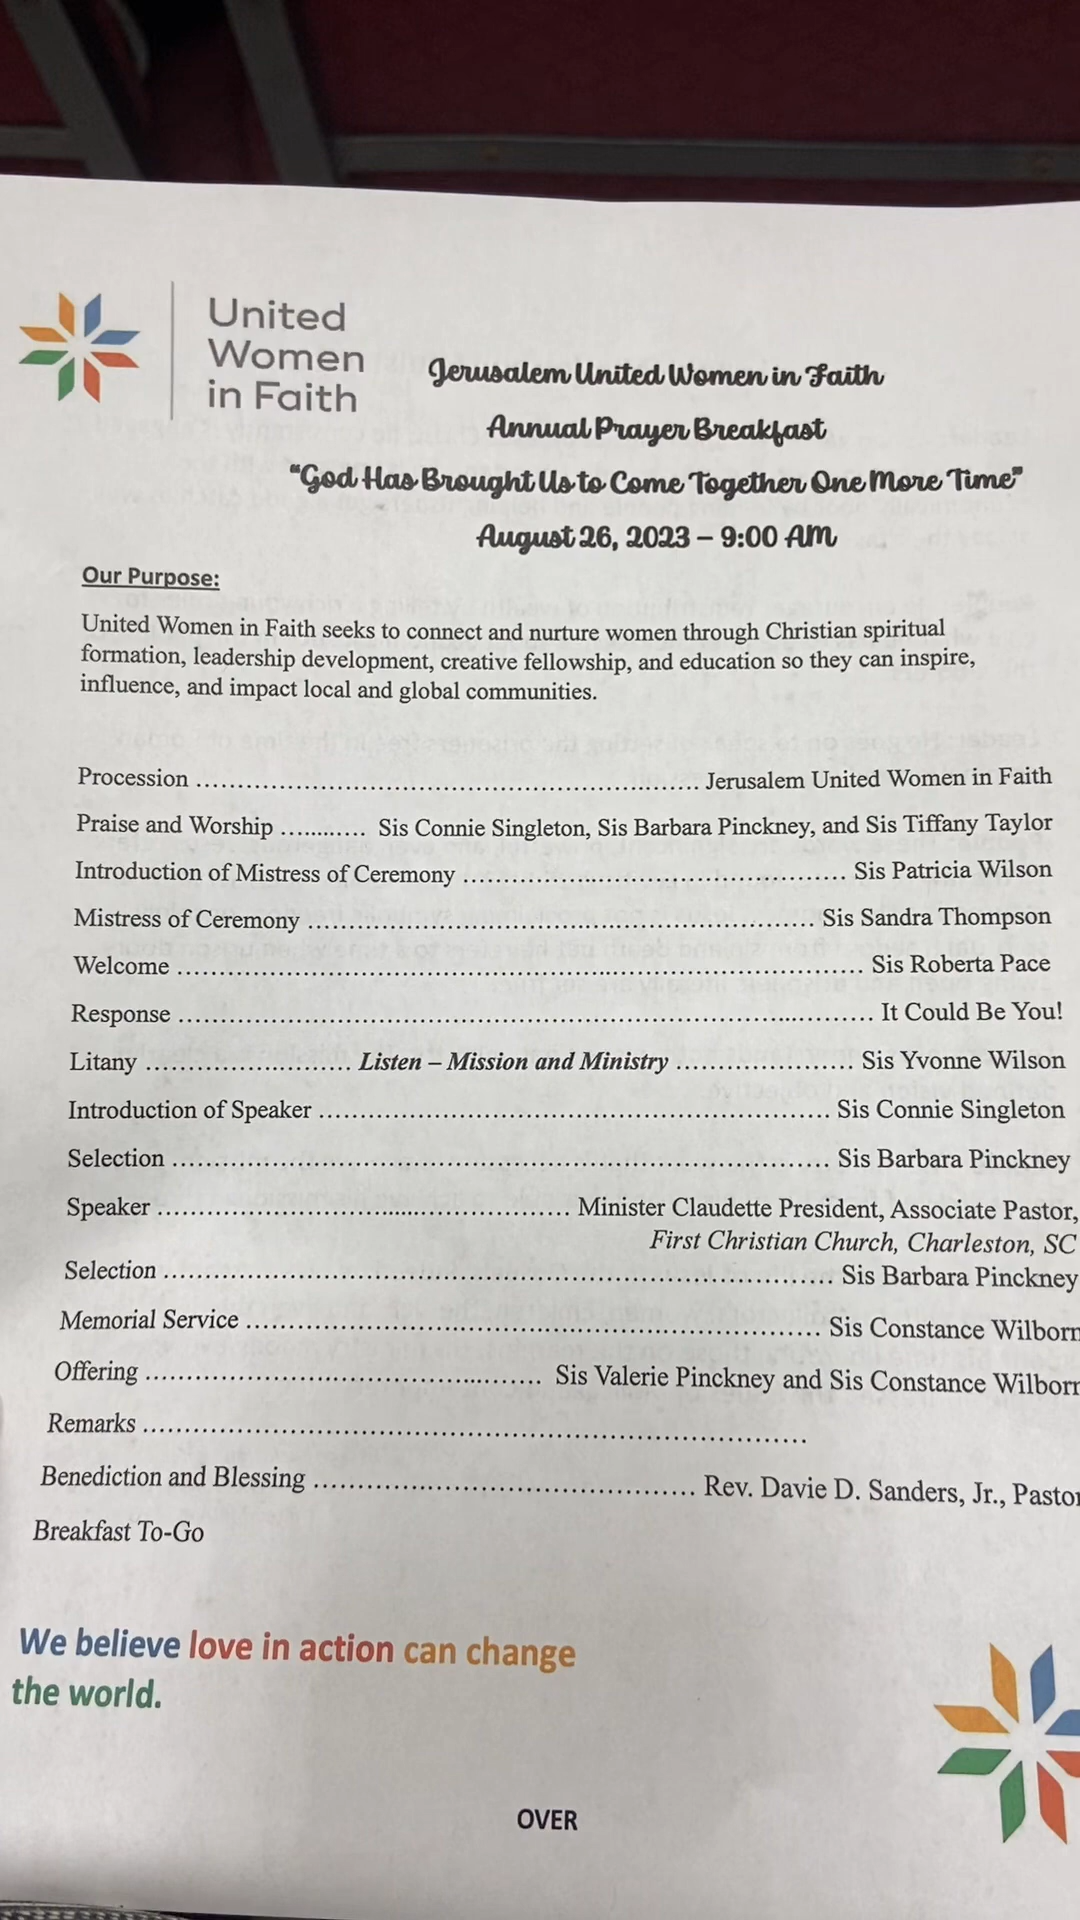 United
Women
in Faith
Jerusalem United Women in Faith
Annual Prayer Breakfast
"God Has Brought Us to Come Together One More Time"
August 26, 2023 – 9:00 AM
Our Purpose:
United Women in Faith seeks to connect and nurture women through Christian spiritual
formation, leadership development, creative fellowship, and education so they can inspire,
influence, and impact local and global communities.
Procession ............................................................ Jerusalem United Women in Faith
Praise and Worship .......... Sis Connie Singleton, Sis Barbara Pinckney, and Sis Tiffany Taylor
Introduction of Mistress of Ceremony .............................................. Sis Patricia Wilson
Mistress of Ceremony ............................................................ Sis Sandra Thompson
Welcome .................................................................................. Sis Roberta Pace
Response ................................................................................... It Could Be You!
Litany ........................ Listen – Mission and Ministry ..................... Sis Yvonne Wilson
Introduction of Speaker ............................................................. Sis Connie Singleton
Selection ............................................................................... Sis Barbara Pinckney
Speaker ................................................. Minister Claudette President, Associate Pastor,
First Christian Church, Charleston, SC
Selection ................................................................................ Sis Barbara Pinckney
Memorial Service ..................................................................... Sis Constance Wilborn
Offering ............................................... Sis Valerie Pinckney and Sis Constance Wilborn
Remarks ................................................................................
Benediction and Blessing .............................................. Rev. Davie D. Sanders, Jr., Pastor
Breakfast To-Go
We believe love in action can change
the world.
OVER